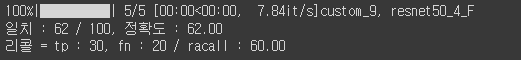 100%|██████████| 5/5 [00:00<00:00,  7.84it/s]custom_9, resnet50_4_F
일치 : 62 / 100, 정확도 : 62.00
리콜 = tp : 30, fn : 20 / racall : 60.00